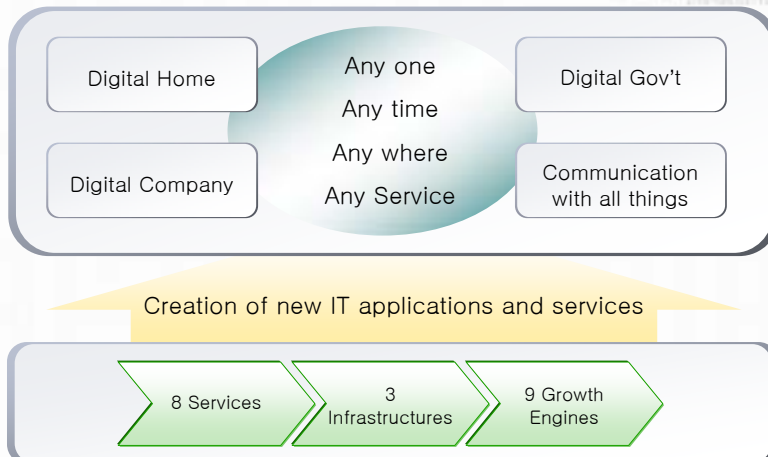 Digital Home
Digital Company
Any one
Any time
Any where
Any Service
Digital Gov't
Communication
with all things
Creation of new IT applications and services
8 Services
3
Infrastructures
9 Growth
Engines